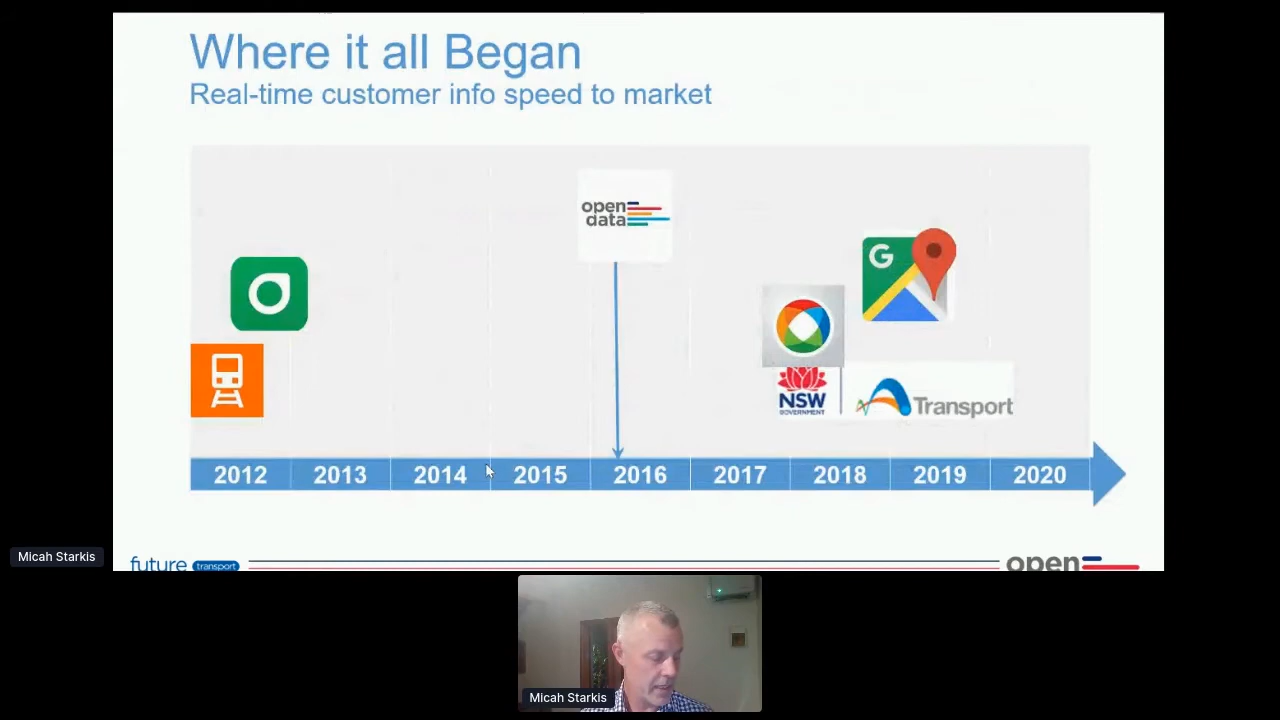 Where it all Began
Real-time customer info speed to market
open
data
G
NSW
GOVERNMENT
Transport
2012 2013 2014 2015 2016 2017 2018 2019 2020
future transport
open
Micah Starkis
Micah Starkis